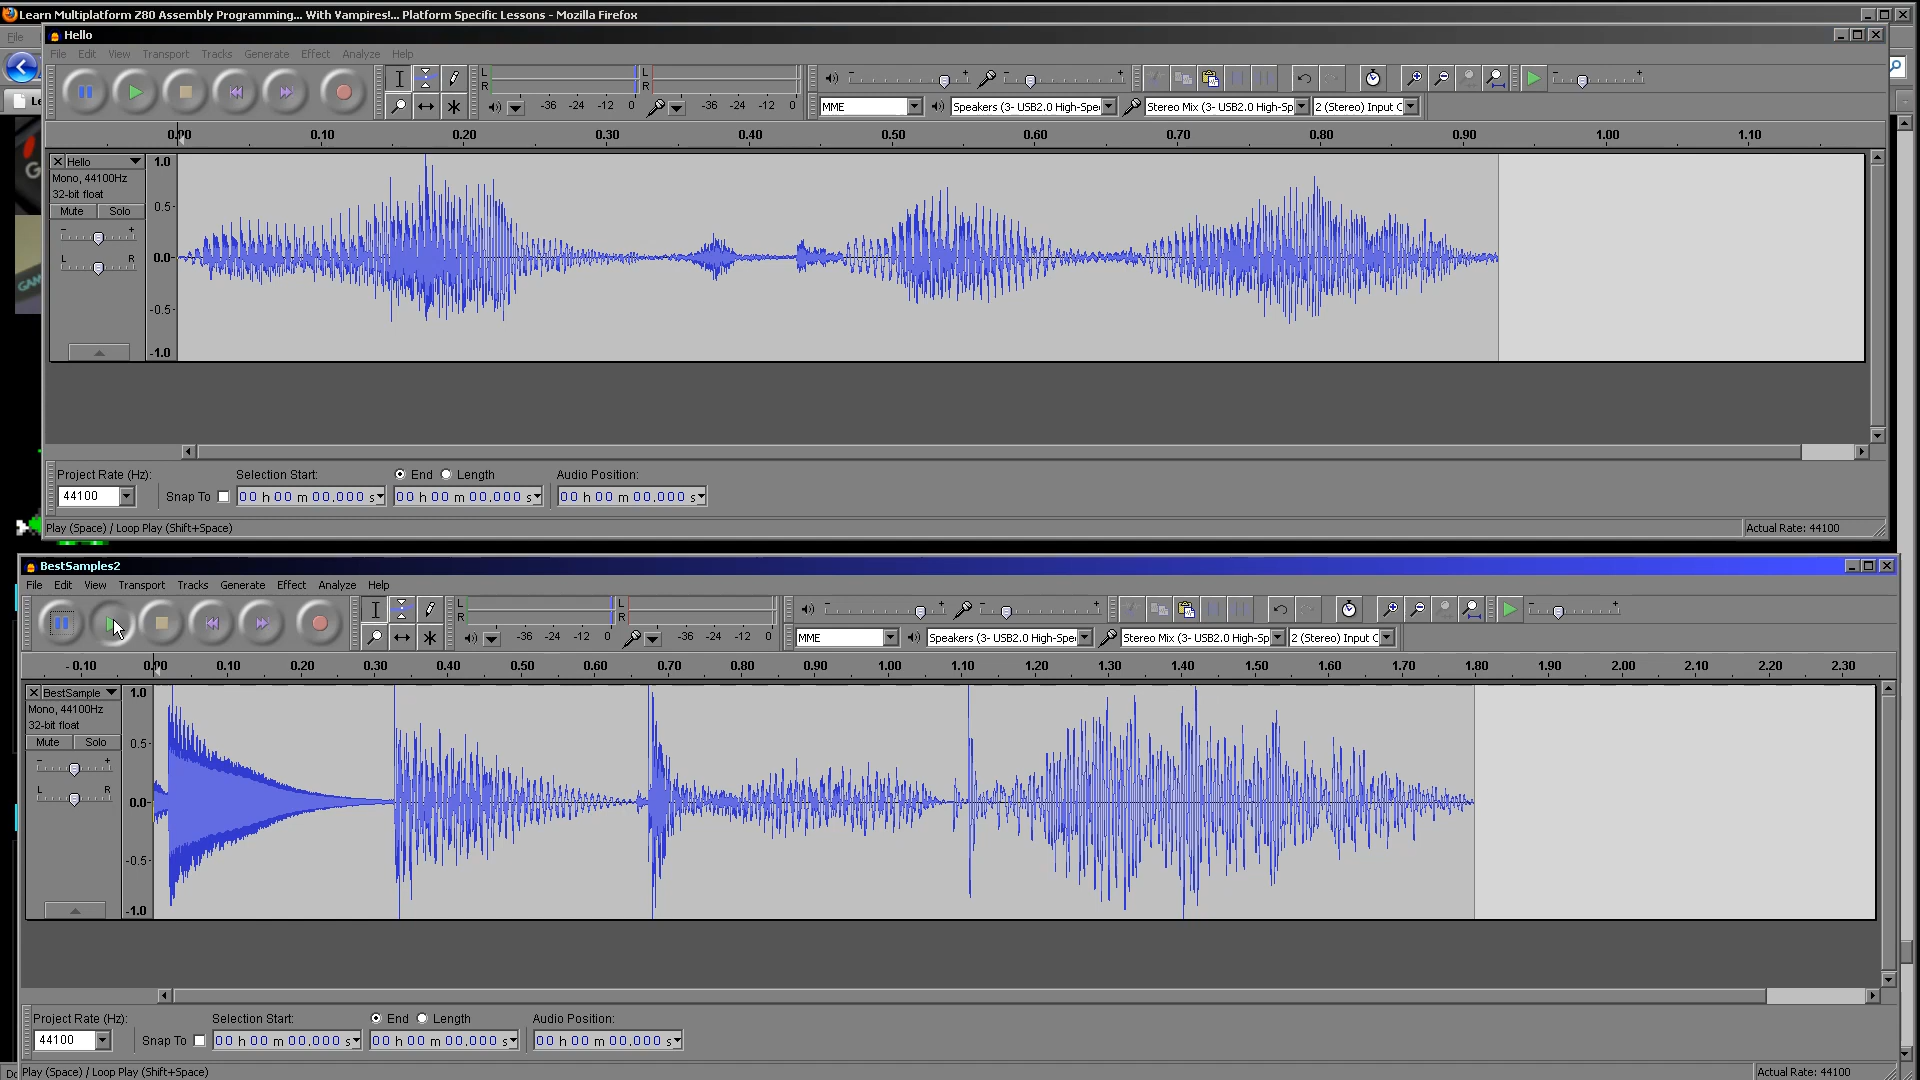 Learn Multiplatform Z80 Assembly Programming... With Vampires!... Platform Specific Lessons - Mozilla Firefox
File
Hello
File Edit View Transport Tracks Generate Effect Analyze Help
L
R
-36 -24 -12 0
L
R
-36 -24 -12 0
MME
Speakers (3- USB2.0 High-Spe
Stereo Mix (3- USB2.0 High-Sp
2 (Stereo) Input C
0.00 0.10 0.20 0.30 0.40 0.50 0.60 0.70 0.80 0.90 1.00 1.10
Hello
Mono, 44100Hz
32-bit float
Mute Solo
- +
L R
1.0
0.5-
0.0-
-0.5-
-1.0
Project Rate (Hz):
44100
Snap To
Selection Start:
End Length
Audio Position:
00 h 00 m 00.000 s
00 h 00 m 00.000 s
00 h 00 m 00.000 s
Play (Space) / Loop Play (Shift+Space)
Actual Rate: 44100
BestSamples2
File Edit View Transport Tracks Generate Effect Analyze Help
L
R
-36 -24 -12 0
L
R
-36 -24 -12 0
MME
Speakers (3- USB2.0 High-Spe
Stereo Mix (3- USB2.0 High-Sp
2 (Stereo) Input C
-0.10 0.00 0.10 0.20 0.30 0.40 0.50 0.60 0.70 0.80 0.90 1.00 1.10 1.20 1.30 1.40 1.50 1.60 1.70 1.80 1.90 2.00 2.10 2.20 2.30
BestSample
Mono, 44100Hz
32-bit float
Mute Solo
- +
L R
1.0
0.5-
0.0-
-0.5-
-1.0
Project Rate (Hz):
44100
Snap To
Selection Start:
End Length
Audio Position:
00 h 00 m 00.000 s
00 h 00 m 00.000 s
00 h 00 m 00.000 s
Play (Space) / Loop Play (Shift+Space)
Actual Rate: 44100